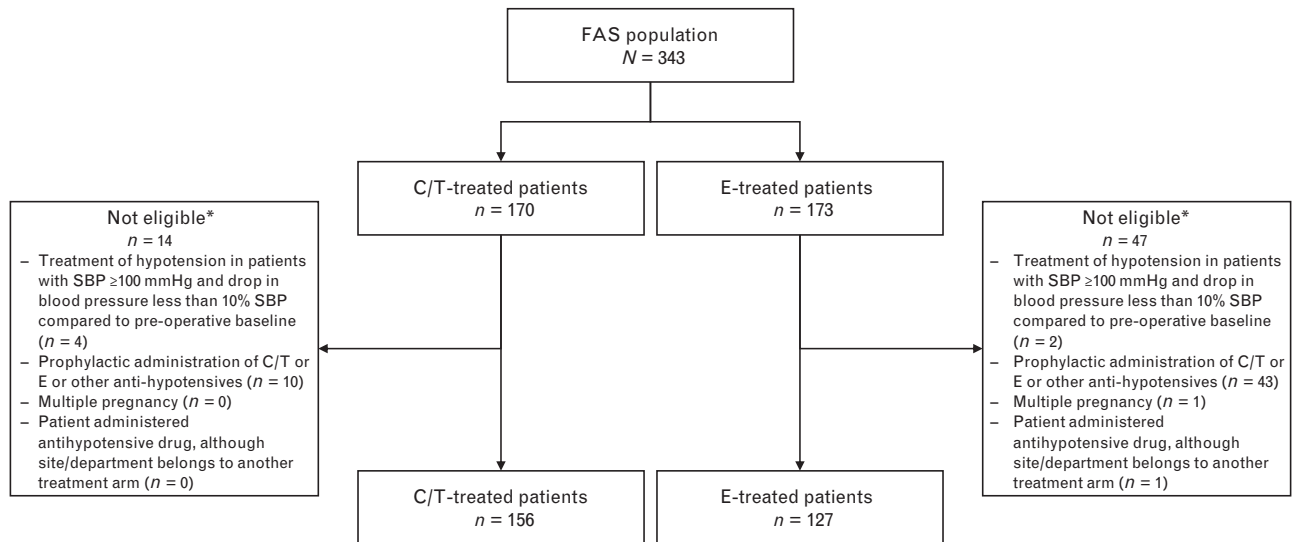 FAS population
N = 343
C/T-treated patients
n = 170
E-treated patients
n = 173
Not eligible*
n = 14
– Treatment of hypotension in patients
with SBP ≥100 mmHg and drop in
blood pressure less than 10% SBP
compared to pre-operative baseline
(n = 4)
– Prophylactic administration of C/T or
E or other anti-hypotensives (n = 10)
– Multiple pregnancy (n = 0)
– Patient administered
antihypotensive drug, although
site/department belongs to another
treatment arm (n = 0)
Not eligible*
n = 47
– Treatment of hypotension in patients
with SBP ≥100 mmHg and drop in
blood pressure less than 10% SBP
compared to pre-operative baseline
(n = 2)
– Prophylactic administration of C/T or
E or other anti-hypotensives (n = 43)
– Multiple pregnancy (n = 1)
– Patient administered
antihypotensive drug, although
site/department belongs to another
treatment arm (n = 1)
C/T-treated patients
n = 156
E-treated patients
n = 127